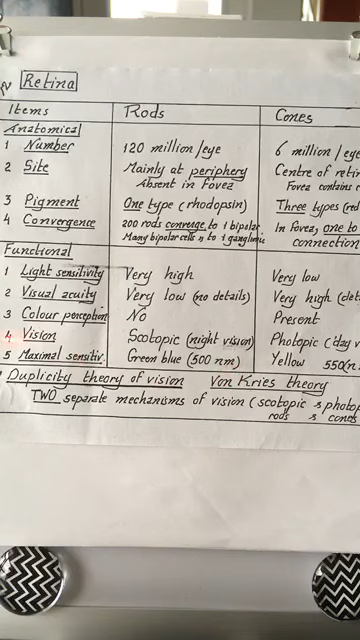 Retina
Items Rods Cones
Anatomical
1 Number 120 million/eye 6 million/eye
2 Site Mainly at periphery Centre of reti
Absent in Fovea Fovea contains
3 Pigment One type (rhodopsin) Three types (red
4 Convergence 200 rods converge to 1 bipolar In Fovea, one to
Many bipolar cells to 1 ganglion connection
Functional
1 Light sensitivity Very high Very low
2 Visual acuity Very low (no details) Very high (det
3 Colour perception No Present
4 Vision Scotopic (night vision) Photopic (day v
5 Maximal sensitiv. Green blue (500 nm) Yellow 550(n
Duplicity theory of vision Von Kries theory
TWO separate mechanisms of vision (scotopic & photop
rods & cones